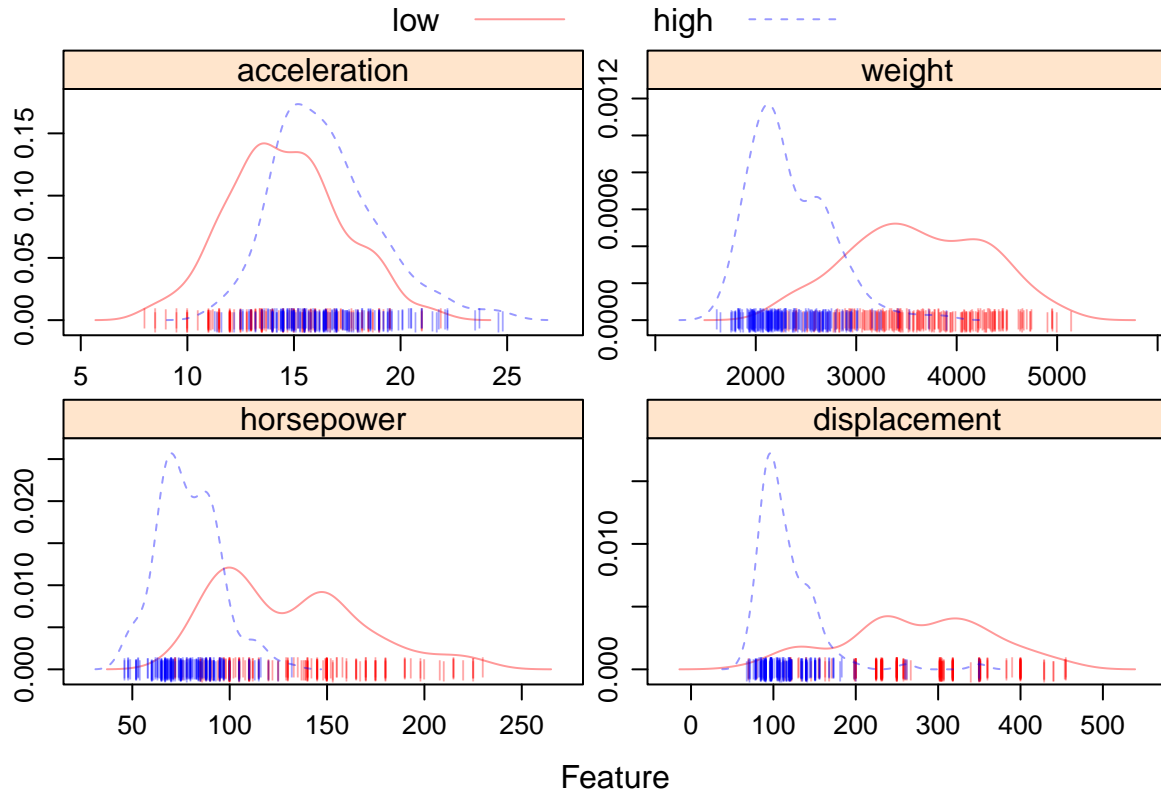 low high
acceleration weight
0.00 0.05 0.10 0.15
0.0000 0.0006 0.0012
5 10 15 20 25
2000 3000 4000 5000
horsepower displacement
0.000 0.010 0.020
0.000 0.010
50 100 150 200 250
0 100 200 300 400 500
Feature